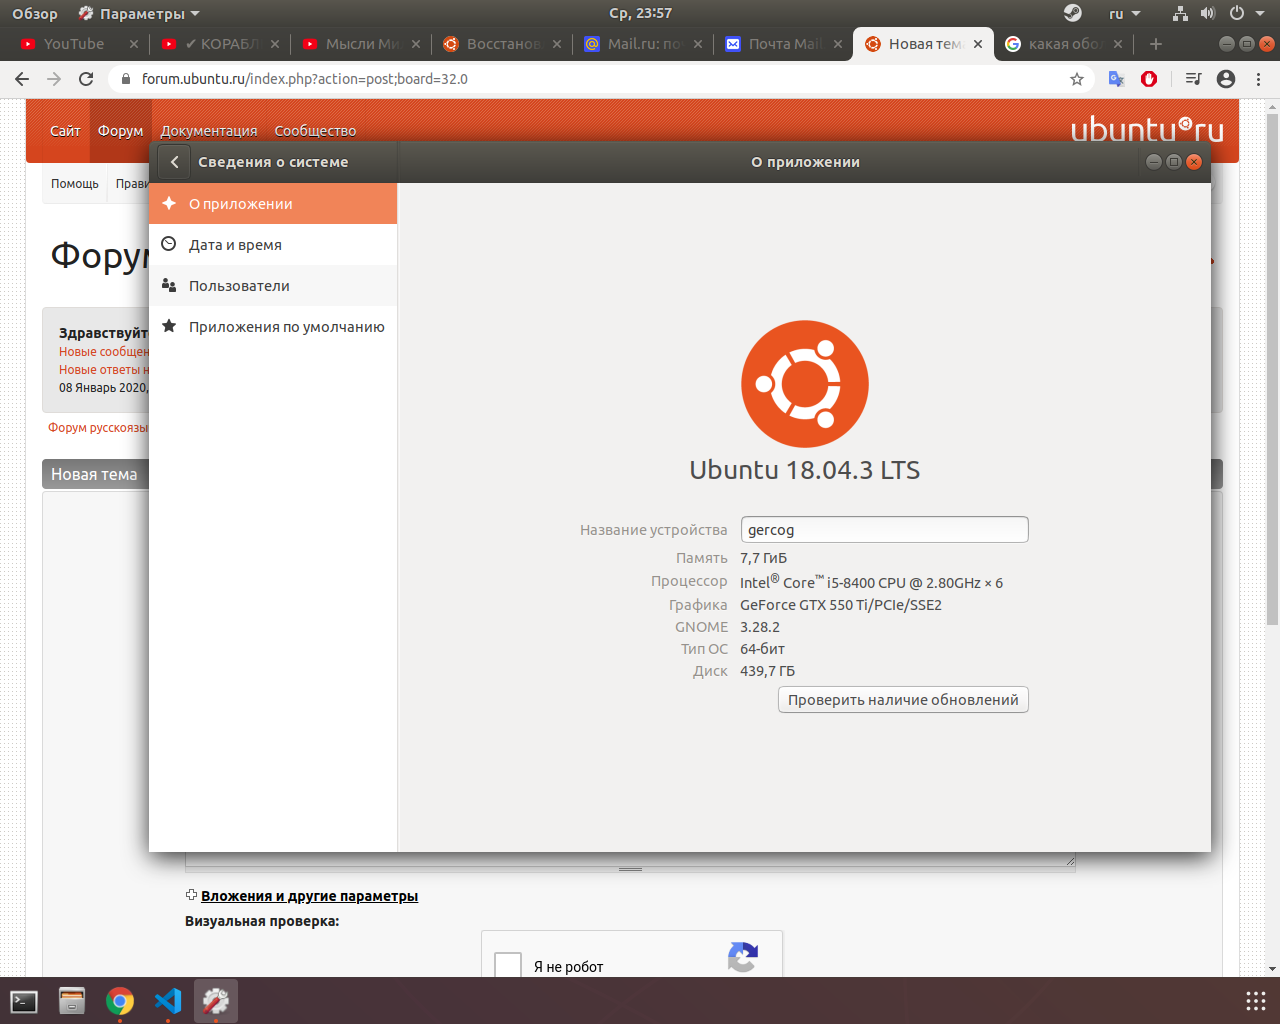 Обзор Параметры Ср, 23:57 ru
YouTube ✔ КОРАБЛ Мысли Ми Восстанов Mail.ru: по Почта Mail Новая тем какая обол
forum.ubuntu.ru/index.php?action=post;board=32.0
Сайт Форум Документация Сообщество ubuntu ru
Помощь
Сведения о системе О приложении
О приложении
Дата и время
Пользователи
Приложения по умолчанию
Здравствуйт
Новые сообщен
Новые ответы н
08 Январь 2020,
Форум русскоязы
Новая тема
Ubuntu 18.04.3 LTS
Название устройства gercog
Память 7,7 ГиБ
Процессор Intel® Core™ i5-8400 CPU @ 2.80GHz × 6
Графика GeForce GTX 550 Ti/PCIe/SSE2
GNOME 3.28.2
Тип ОС 64-бит
Диск 439,7 ГБ
Проверить наличие обновлений
Вложения и другие параметры
Визуальная проверка:
Я не робот